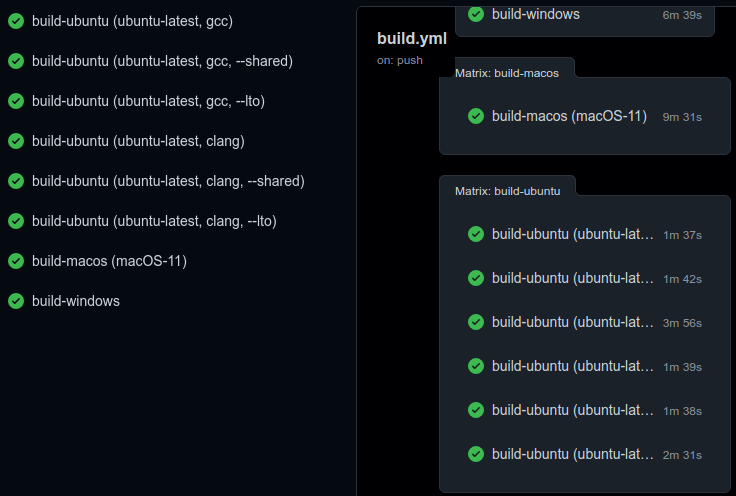 build-ubuntu (ubuntu-latest, gcc)
build-ubuntu (ubuntu-latest, gcc, --shared)
build-ubuntu (ubuntu-latest, gcc, --lto)
build-ubuntu (ubuntu-latest, clang)
build-ubuntu (ubuntu-latest, clang, --shared)
build-ubuntu (ubuntu-latest, clang, --lto)
build-macos (macOS-11)
build-windows
build.yml
on: push
build-windows 6m 39s
Matrix: build-macos
build-macos (macOS-11) 9m 31s
Matrix: build-ubuntu
build-ubuntu (ubuntu-lat... 1m 37s
build-ubuntu (ubuntu-lat... 1m 42s
build-ubuntu (ubuntu-lat... 3m 56s
build-ubuntu (ubuntu-lat... 1m 39s
build-ubuntu (ubuntu-lat... 1m 38s
build-ubuntu (ubuntu-lat... 2m 31s